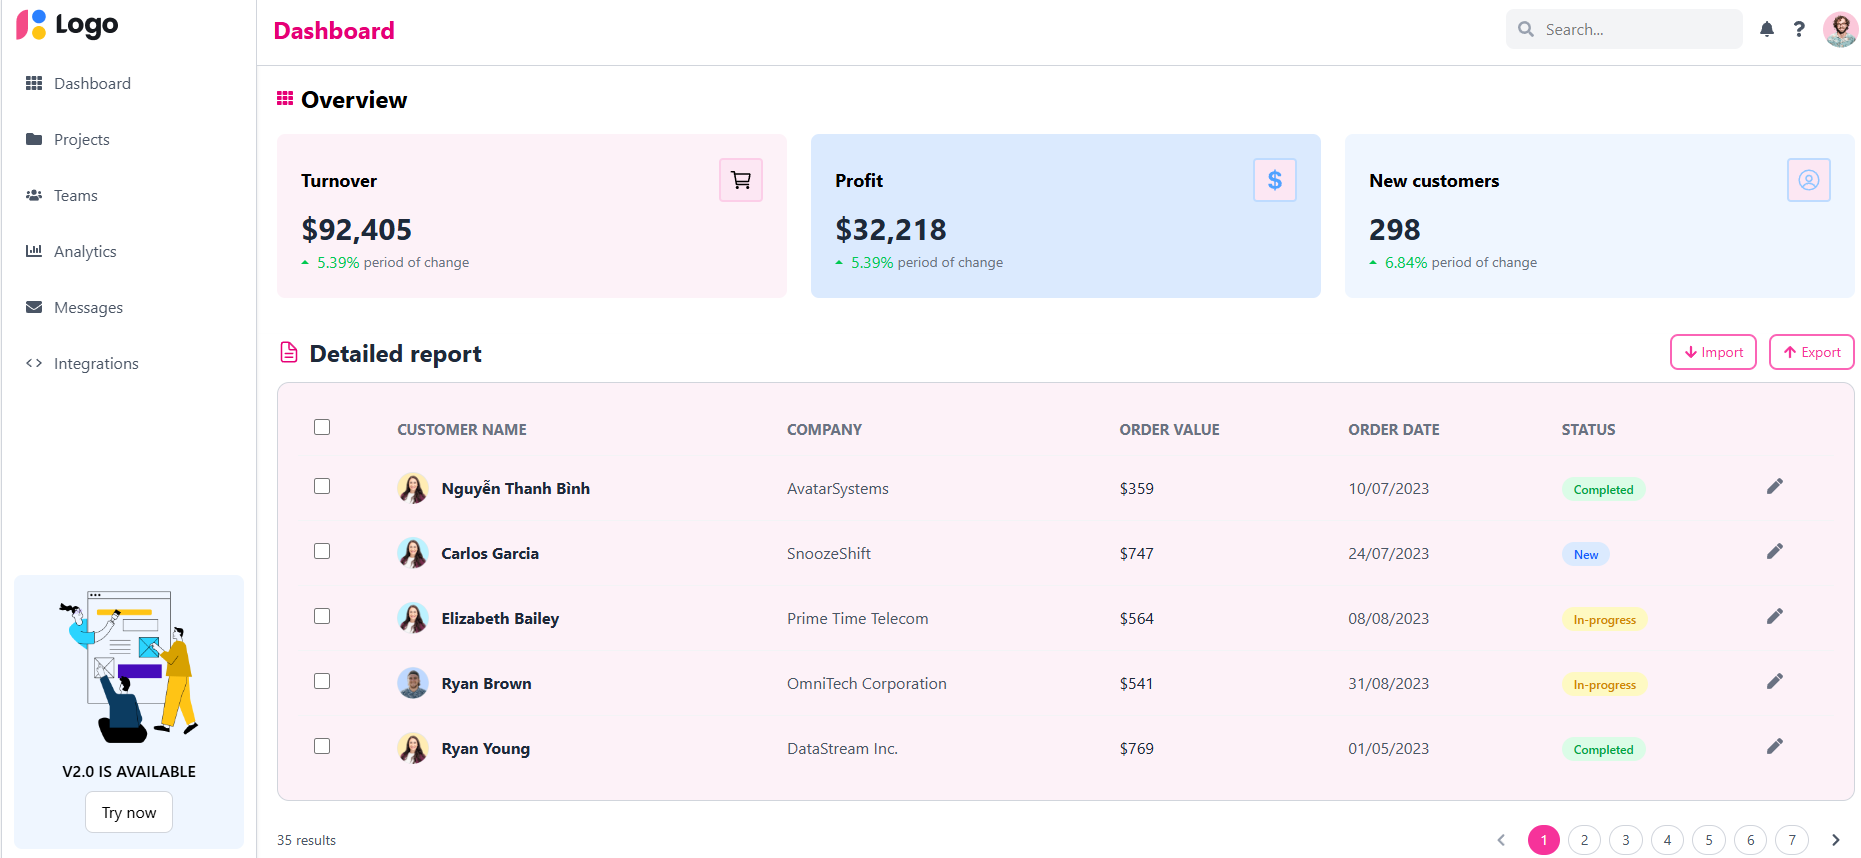 Logo
Dashboard
Search...
?
Dashboard
Projects
Teams
Analytics
Messages
Integrations
V2.0 IS AVAILABLE
Try now
Overview
Turnover
$92,405
5.39% period of change
Profit
$
$32,218
5.39% period of change
New customers
298
6.84% period of change
Detailed report
Import
Export
CUSTOMER NAME COMPANY ORDER VALUE ORDER DATE STATUS
Nguyễn Thanh Bình AvatarSystems $359 10/07/2023 Completed
Carlos Garcia SnoozeShift $747 24/07/2023 New
Elizabeth Bailey Prime Time Telecom $564 08/08/2023 In-progress
Ryan Brown OmniTech Corporation $541 31/08/2023 In-progress
Ryan Young DataStream Inc. $769 01/05/2023 Completed
35 results
1 2 3 4 5 6 7